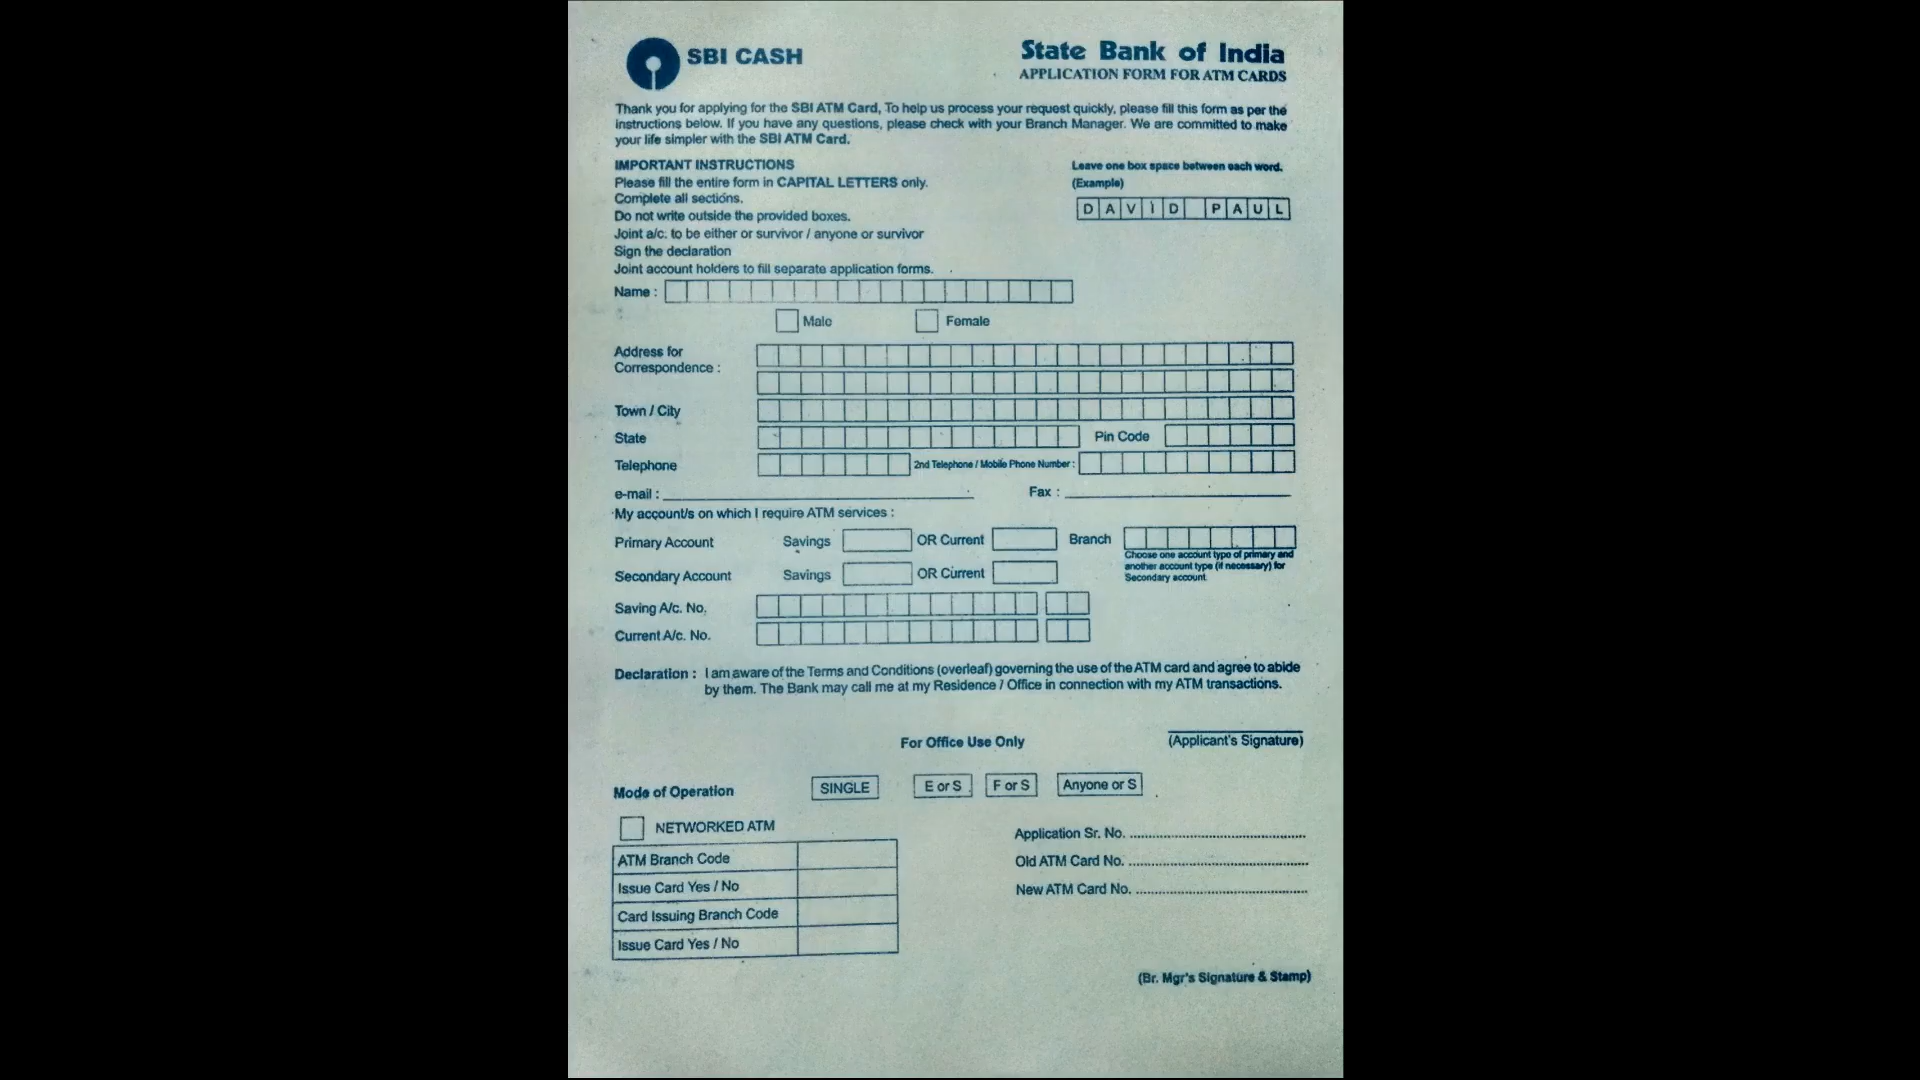 SBI CASH
State Bank of India
APPLICATION FORM FOR ATM CARDS
Thank you for applying for the SBI ATM Card, To help us process your request quickly, please fill this form as per the
instructions below. If you have any questions, please check with your Branch Manager. We are committed to make
your life simpler with the SBI ATM Card.
IMPORTANT INSTRUCTIONS
Please fill the entire form in CAPITAL LETTERS only.
Complete all sections.
Do not write outside the provided boxes.
Joint a/c. to be either or survivor / anyone or survivor
Sign the declaration
Joint account holders to fill separate application forms.
Leave one box space between each word.
(Example)
DAVID PAUL
Name :
Male Female
Address for
Correspondence :
Town / City
State Pin Code
Telephone 2nd Telephone / Mobile Phone Number :
e-mail : Fax :
My account/s on which I require ATM services :
Primary Account Savings OR Current Branch
Choose one account type of primary and
another account type (if necessary) for
Secondary account
Secondary Account Savings OR Current
Saving A/c. No.
Current A/c. No.
Declaration : I am aware of the Terms and Conditions (overleaf) governing the use of the ATM card and agree to abide
by them. The Bank may call me at my Residence / Office in connection with my ATM transactions.
For Office Use Only (Applicant's Signature)
Mode of Operation SINGLE E or S F or S Anyone or S
NETWORKED ATM
ATM Branch Code
Issue Card Yes / No
Card Issuing Branch Code
Issue Card Yes / No
Application Sr. No.
Old ATM Card No.
New ATM Card No.
(Br. Mgr's Signature & Stamp)